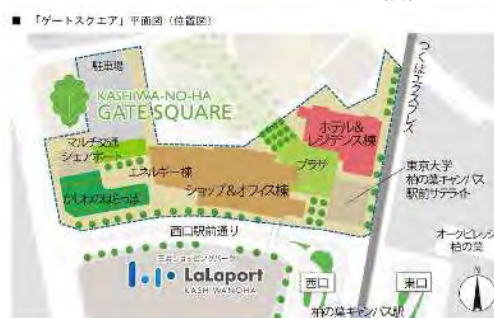 ■ 「ゲートスクエア」平面図（位置図）
駐車場
KASHIWA-NO-HA
GATE SQUARE
マルチ交通
シェアポート
かしわのはらっぱ
エネルギー棟
ショップ&オフィス棟
プラザ
ホテル&
レジデンス棟
つくばエクスプレス
東京大学
柏の葉キャンパス
駅前サテライト
オークビレッジ
柏の葉
西口駅前通り
三井ショッピングパーク
LaLaport
KASHIWANOHA
西口
東口
柏の葉キャンパス駅
N